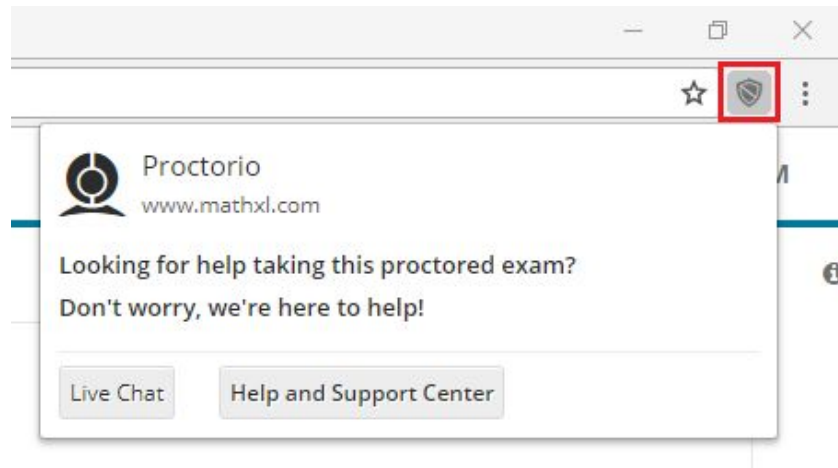 Proctorio
www.mathxl.com
Looking for help taking this proctored exam?
Don't worry, we're here to help!
Live Chat
Help and Support Center